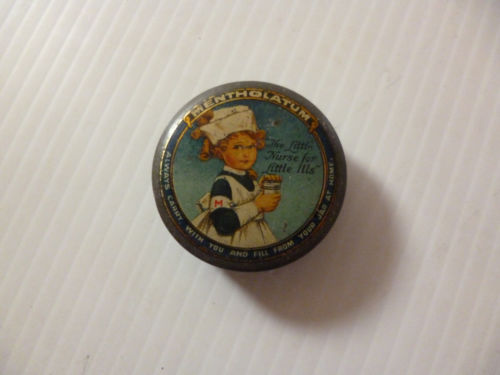 MENTHOLATUM
"The Little
Nurse for
Little Ills"
M
ALWAYS CARRY WITH YOU AND FILL FROM YOUR JAR AT HOME.